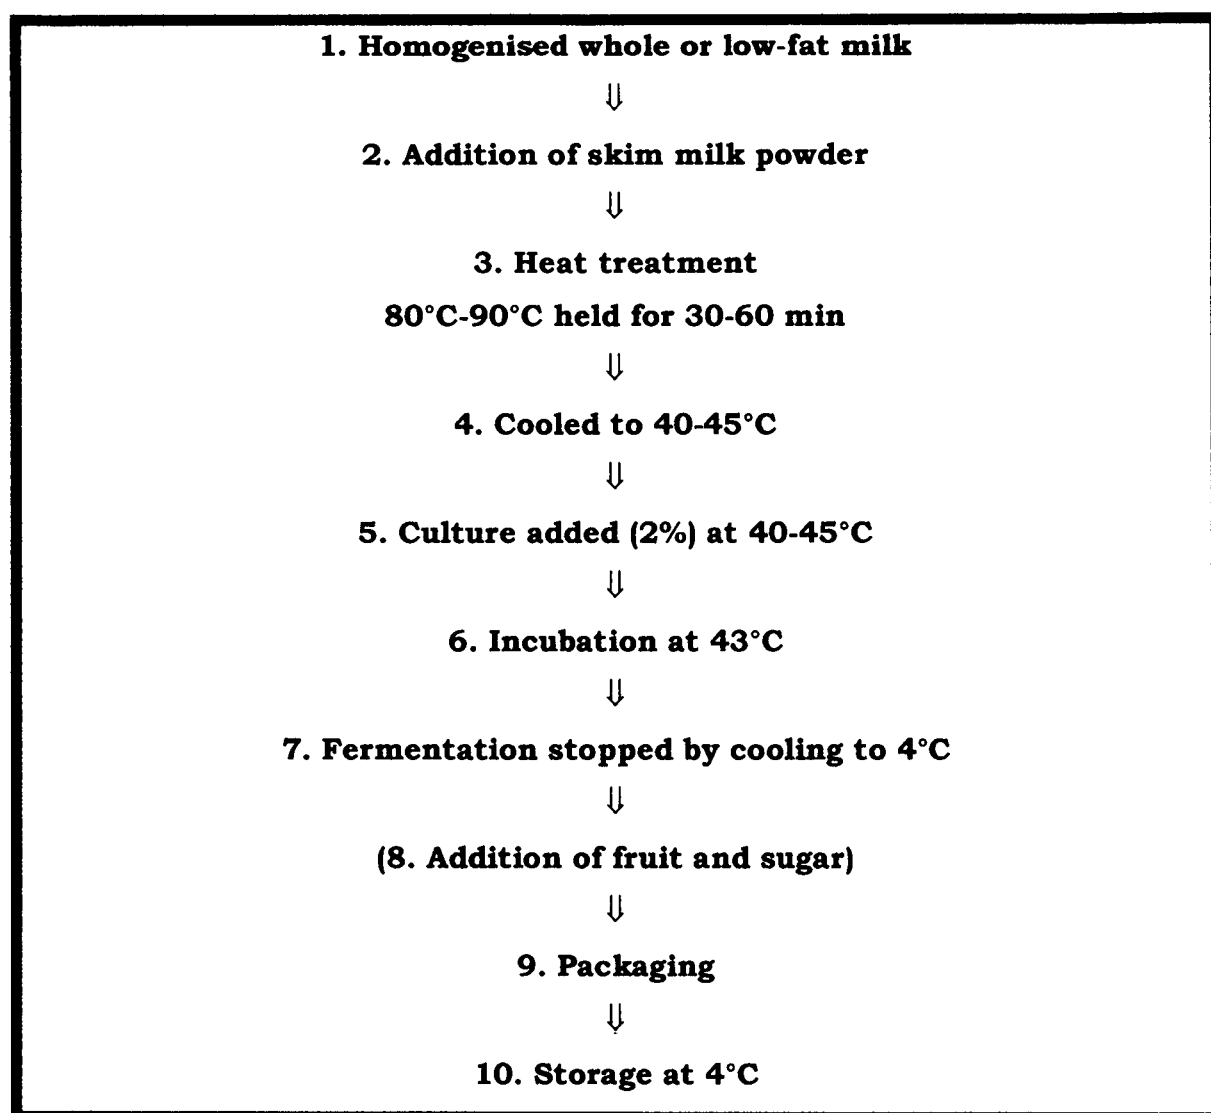 1. Homogenised whole or low-fat milk
⇓
2. Addition of skim milk powder
⇓
3. Heat treatment
80°C-90°C held for 30-60 min
⇓
4. Cooled to 40-45°C
⇓
5. Culture added (2%) at 40-45°C
⇓
6. Incubation at 43°C
⇓
7. Fermentation stopped by cooling to 4°C
⇓
(8. Addition of fruit and sugar)
⇓
9. Packaging
⇓
10. Storage at 4°C